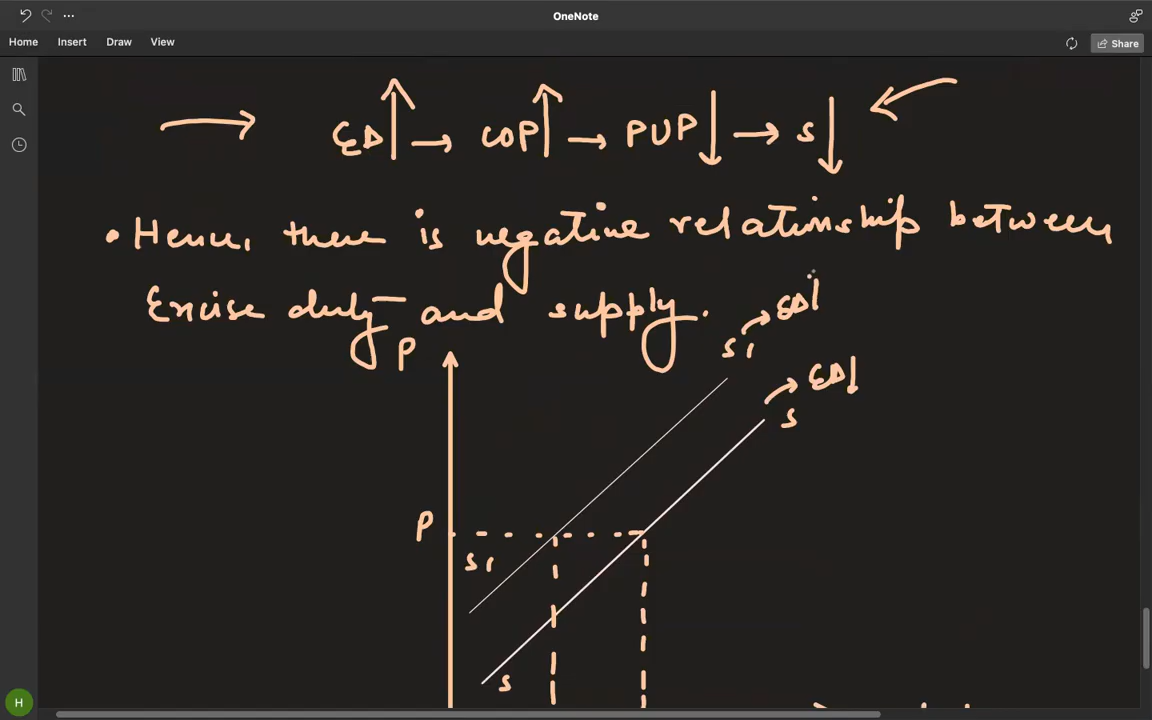 OneNote
Home Insert Draw View
Share
ED↑ → COP↑ → PUP↓ → S↓
• Hence, there is negative relationship between
Excise duty and supply.
P
S1 → ED↑
S → ED↓
P
S1
S
H